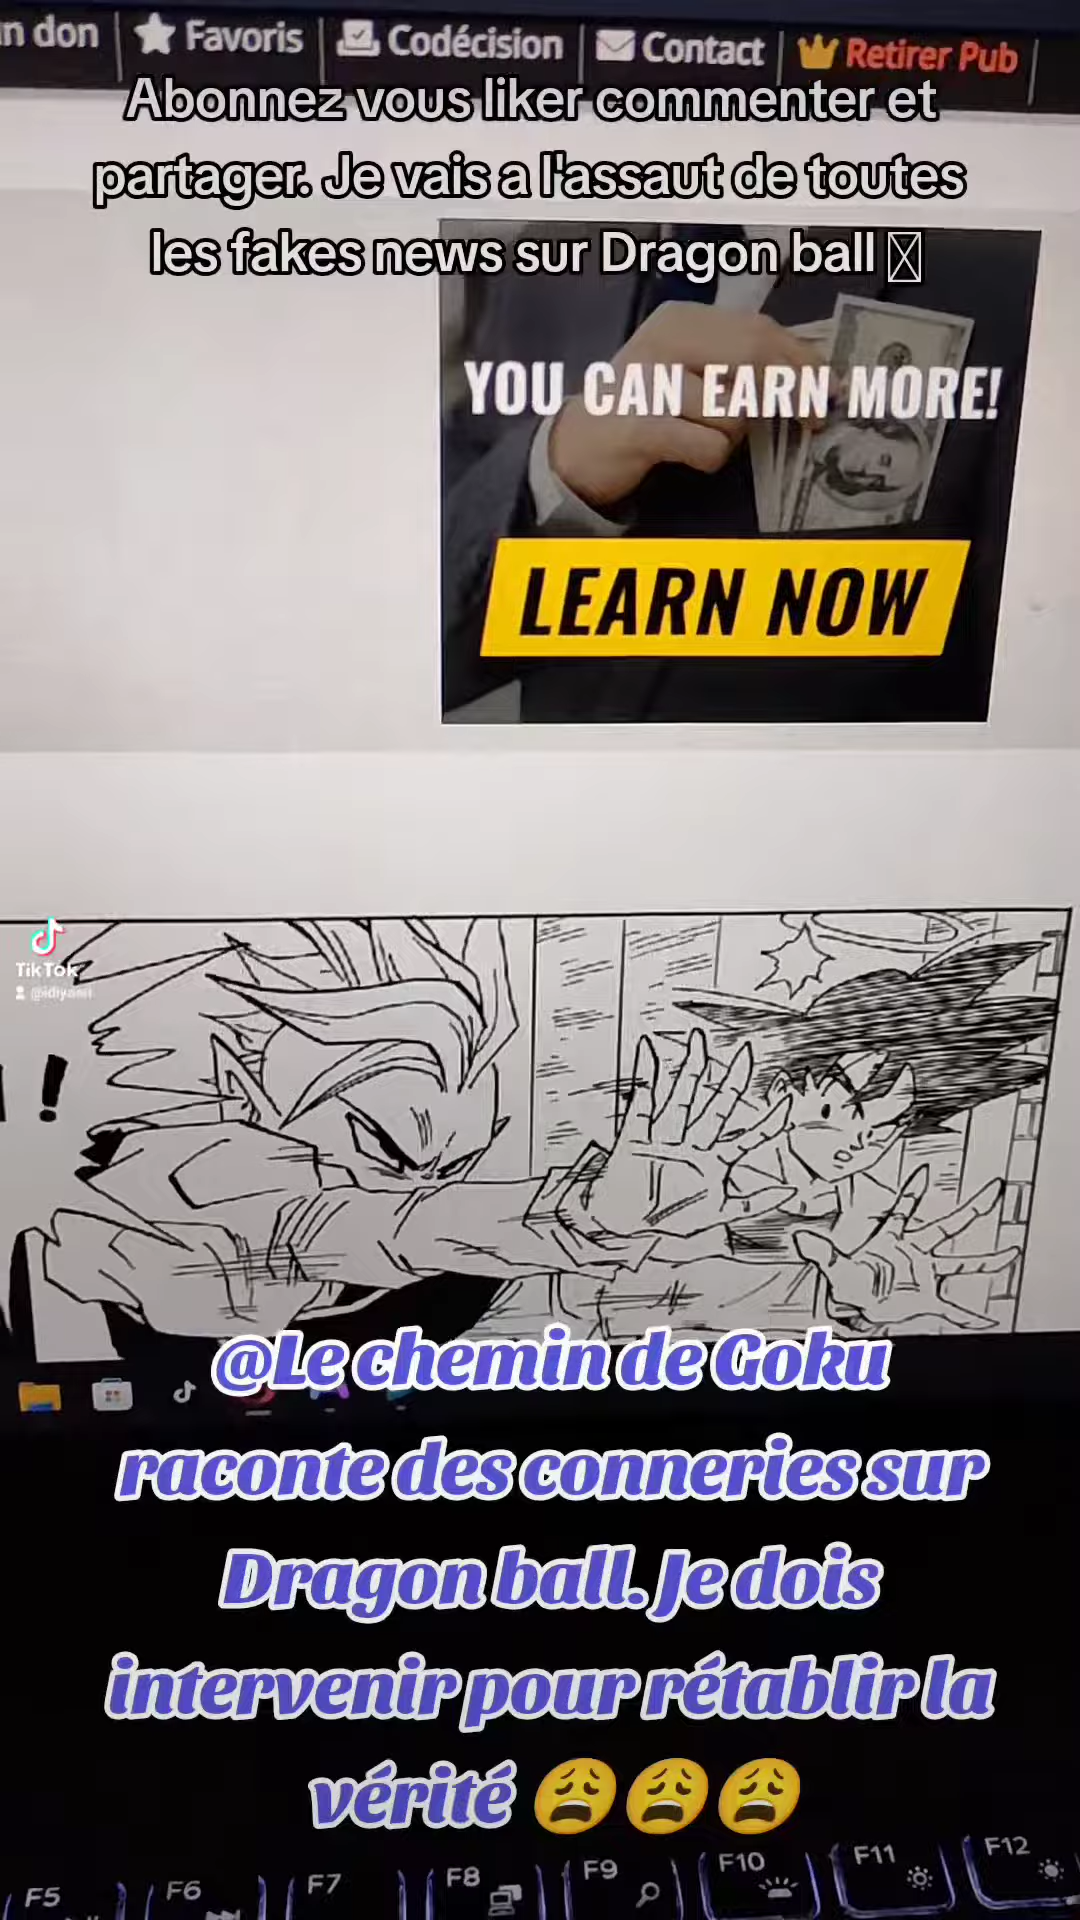 n don
Favoris
Codécision
Contact
Retirer Pub
Abonnez vous liker commenter et
partager. Je vais a l'assaut de toutes
les fakes news sur Dragon ball
YOU CAN EARN MORE!
LEARN NOW
TikTok
!
@Le chemin de Goku
raconte des conneries sur
Dragon ball. Je dois
intervenir pour rétablir la
vérité 😩😩😩
F5
F6
F7
F8
F9
F10
F11
F12